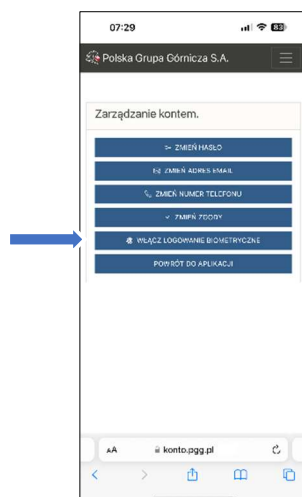 07:29
83
Polska Grupa Górnicza S.A.
Zarządzanie kontem.
ZMIEŃ HASŁO
ZMIEŃ ADRES EMAIL
ZMIEŃ NUMER TELEFONU
ZMIEŃ ZGODY
WŁĄCZ LOGOWANIE BIOMETRYCZNE
POWRÓT DO APLIKACJI
AA konto.pgg.pl